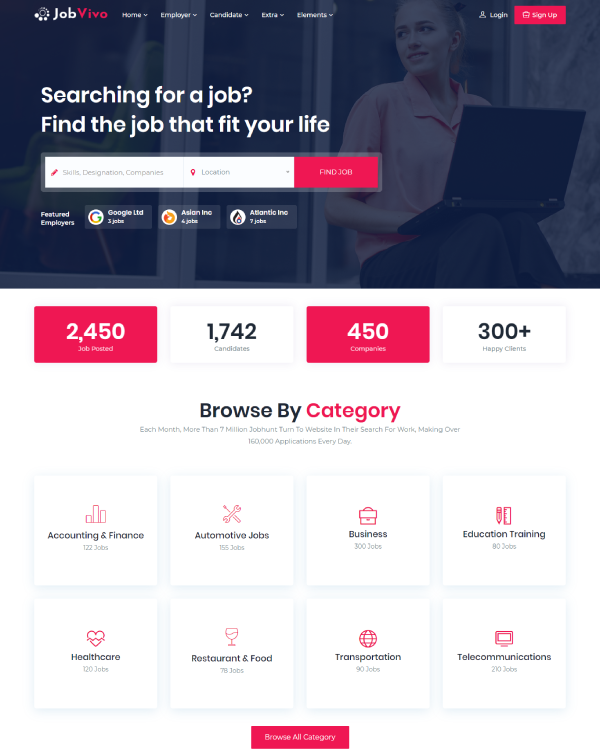 JobVivo Home Employer Candidate Extra Elements Login Sign Up
Searching for a job?
Find the job that fit your life
Skills, Designation, Companies Location FIND JOB
Featured Employers
Google Ltd
3 jobs
Asian Inc
4 jobs
Atlantic Inc
7 jobs
2,450
Job Posted
1,742
Candidates
450
Companies
300+
Happy Clients
Browse By Category
Each Month, More Than 7 Million Jobhunt Turn To Website In Their Search For Work, Making Over
160,000 Applications Every Day.
Accounting & Finance
122 Jobs
Automotive Jobs
155 Jobs
Business
300 Jobs
Education Training
80 Jobs
Healthcare
120 Jobs
Restaurant & Food
78 Jobs
Transportation
90 Jobs
Telecommunications
210 Jobs
Browse All Category